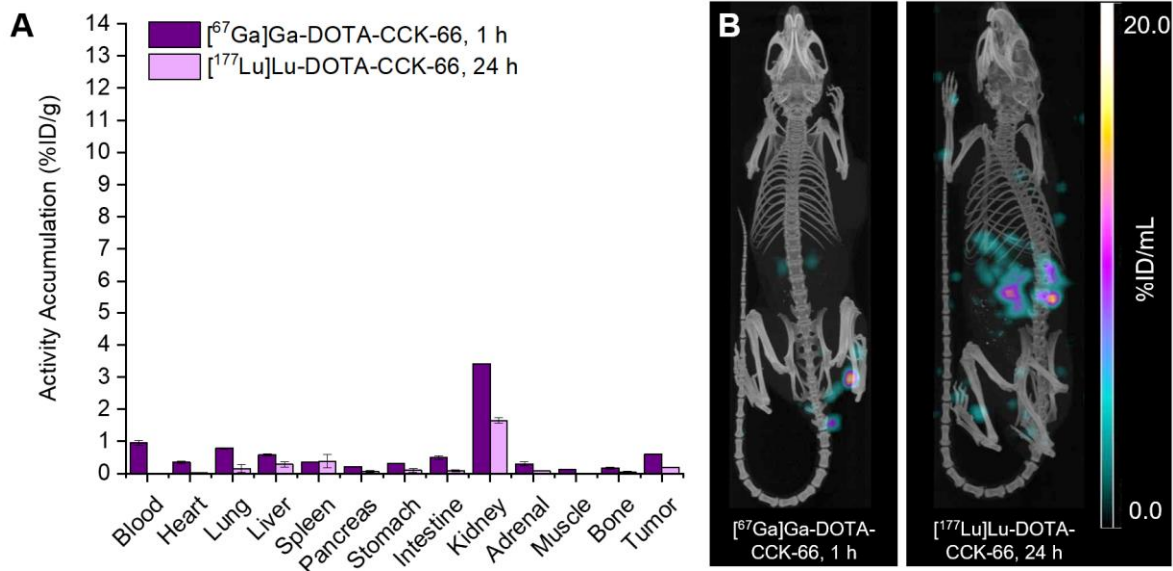 A
[⁶⁷Ga]Ga-DOTA-CCK-66, 1 h
[¹⁷⁷Lu]Lu-DOTA-CCK-66, 24 h
Activity Accumulation (%ID/g)
14
13
12
11
10
9
8
7
6
5
4
3
2
1
0
Blood
Heart
Lung
Liver
Spleen
Pancreas
Stomach
Intestine
Kidney
Adrenal
Muscle
Bone
Tumor
B
[⁶⁷Ga]Ga-DOTA-
CCK-66, 1 h
[¹⁷⁷Lu]Lu-DOTA-
CCK-66, 24 h
20.0
%ID/mL
0.0